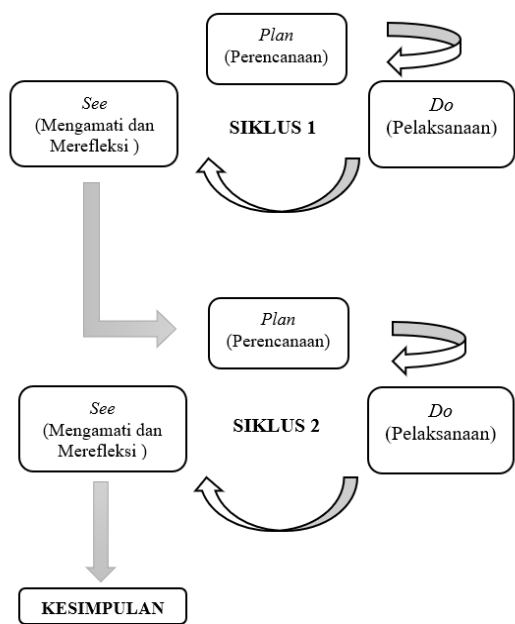 Plan
(Perencanaan)
Do
(Pelaksanaan)
See
(Mengamati dan
Merefleksi )
SIKLUS 1
Plan
(Perencanaan)
Do
(Pelaksanaan)
See
(Mengamati dan
Merefleksi )
SIKLUS 2
KESIMPULAN